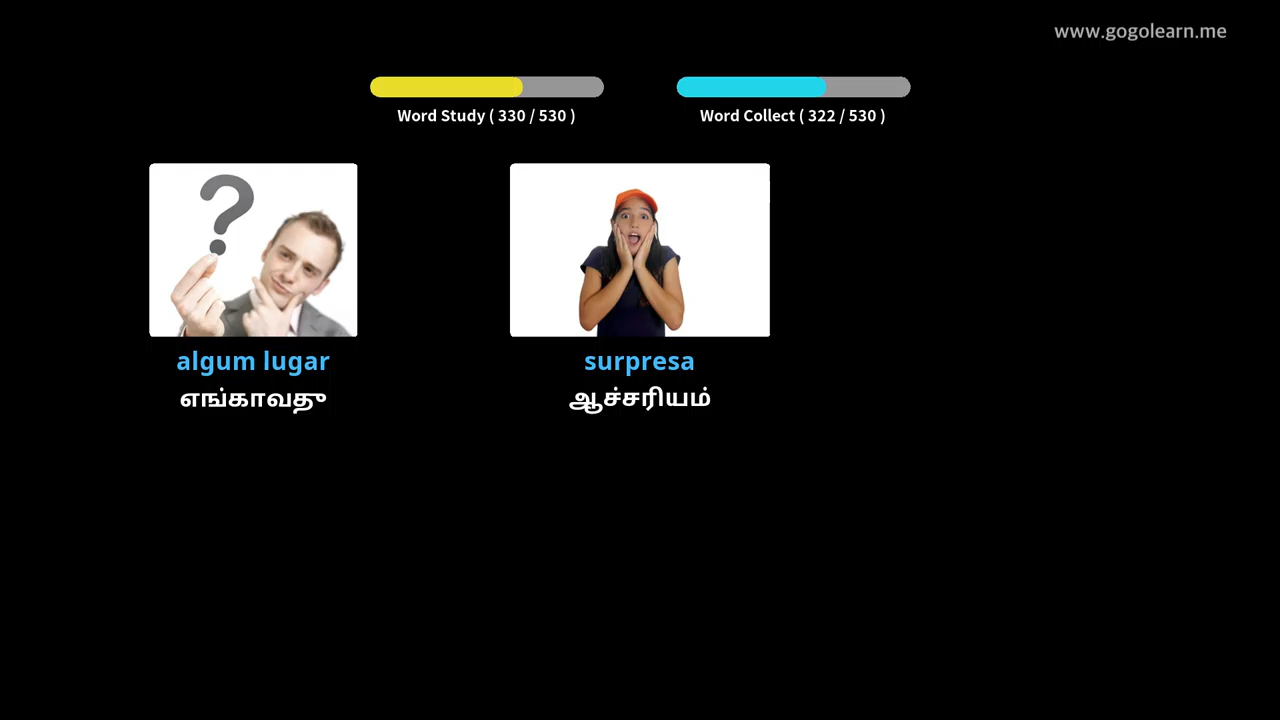 www.gogolearn.me
Word Study ( 330 / 530 )
Word Collect ( 322 / 530 )
?
algum lugar
surpresa
எங்காவது
ஆச்சரியம்